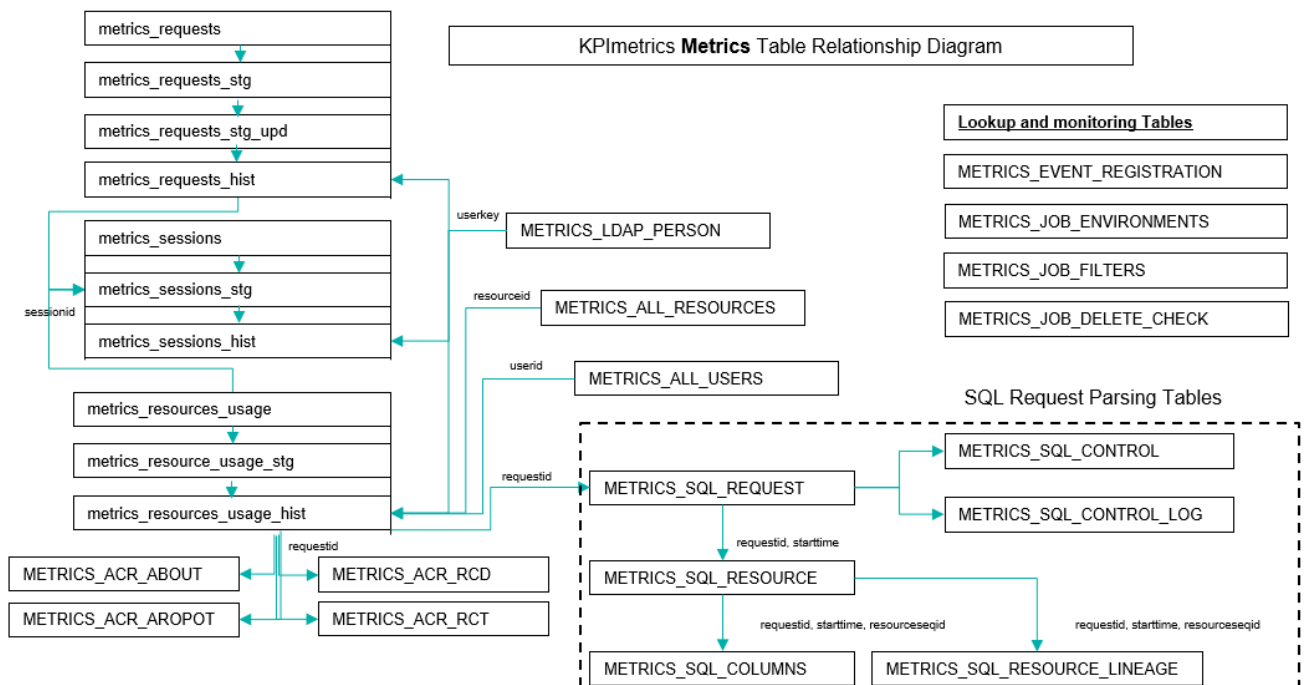 metrics_requests
KPImetrics Metrics Table Relationship Diagram
metrics_requests_stg
metrics_requests_stg_upd
metrics_requests_hist
Lookup and monitoring Tables
METRICS_EVENT_REGISTRATION
METRICS_JOB_ENVIRONMENTS
METRICS_JOB_FILTERS
METRICS_JOB_DELETE_CHECK
userkey
METRICS_LDAP_PERSON
metrics_sessions
metrics_sessions_stg
sessionid
metrics_sessions_hist
resourceid
METRICS_ALL_RESOURCES
userid
METRICS_ALL_USERS
metrics_resources_usage
metrics_resource_usage_stg
metrics_resources_usage_hist
requestid
METRICS_ACR_ABOUT
METRICS_ACR_RCD
METRICS_ACR_AROPOT
METRICS_ACR_RCT
SQL Request Parsing Tables
requestid
METRICS_SQL_REQUEST
METRICS_SQL_CONTROL
METRICS_SQL_CONTROL_LOG
requestid, starttime
METRICS_SQL_RESOURCE
requestid, starttime, resourceseqid
requestid, starttime, resourceseqid
METRICS_SQL_COLUMNS
METRICS_SQL_RESOURCE_LINEAGE